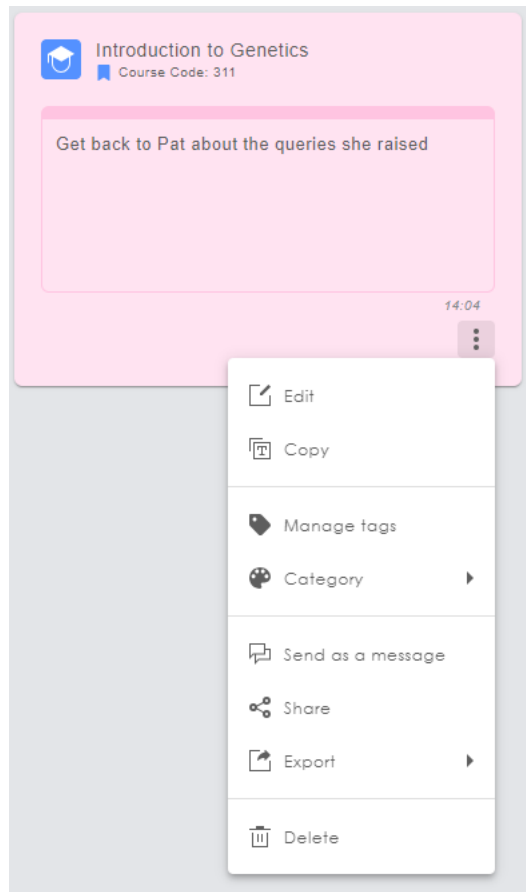 Introduction to Genetics
Course Code: 311
Get back to Pat about the queries she raised
14:04
Edit
Copy
Manage tags
Category
Send as a message
Share
Export
Delete